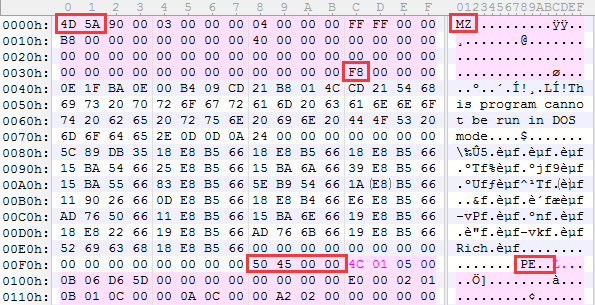 0 1 2 3 4 5 6 7 8 9 A B C D E F 0123456789ABCDEF
0000h: 4D 5A 90 00 03 00 00 00 04 00 00 00 FF FF 00 00 MZ..........ÿÿ..
0010h: B8 00 00 00 00 00 00 00 40 00 00 00 00 00 00 00 ¸.......@.......
0020h: 00 00 00 00 00 00 00 00 00 00 00 00 00 00 00 00 ................
0030h: 00 00 00 00 00 00 00 00 00 00 00 00 F8 00 00 00 ............ø...
0040h: 0E 1F BA 0E 00 B4 09 CD 21 B8 01 4C CD 21 54 68 ..º..´.Í!¸.LÍ!Th
0050h: 69 73 20 70 72 6F 67 72 61 6D 20 63 61 6E 6E 6F is program canno
0060h: 74 20 62 65 20 72 75 6E 20 69 6E 20 44 4F 53 20 t be run in DOS
0070h: 6D 6F 64 65 2E 0D 0D 0A 24 00 00 00 00 00 00 00 mode....$.......
0080h: 5C 89 DB 35 18 E8 B5 66 18 E8 B5 66 18 E8 B5 66 \‰Û5.èµf.èµf.èµf
0090h: 15 BA 54 66 25 E8 B5 66 15 BA 6A 66 39 E8 B5 66 .ºTf%èµf.ºjf9èµf
00A0h: 15 BA 55 66 83 E8 B5 66 5E B9 54 66 1A E8 B5 66 .ºUfƒèµf^¹Tf.èµf
00B0h: 11 90 26 66 0D E8 B5 66 18 E8 B4 66 E6 E8 B5 66 ..&f.èµf.è´fæèµf
00C0h: AD 76 50 66 11 E8 B5 66 15 BA 6E 66 19 E8 B5 66 -vPf.èµf.ºnf.èµf
00D0h: 18 E8 22 66 19 E8 B5 66 AD 76 6B 66 19 E8 B5 66 .è"f.èµf-vkf.èµf
00E0h: 52 69 63 68 18 E8 B5 66 00 00 00 00 00 00 00 00 Rich.èµf........
00F0h: 00 00 00 00 00 00 00 00 50 45 00 00 4C 01 05 00 ........PE..L...
0100h: 0B 06 D6 5D 00 00 00 00 00 00 00 00 E0 00 02 01 ..Ö]........à...
0110h: 0B 01 0C 00 00 0A 0C 00 00 A2 02 00 00 00 00 00 .........¢......